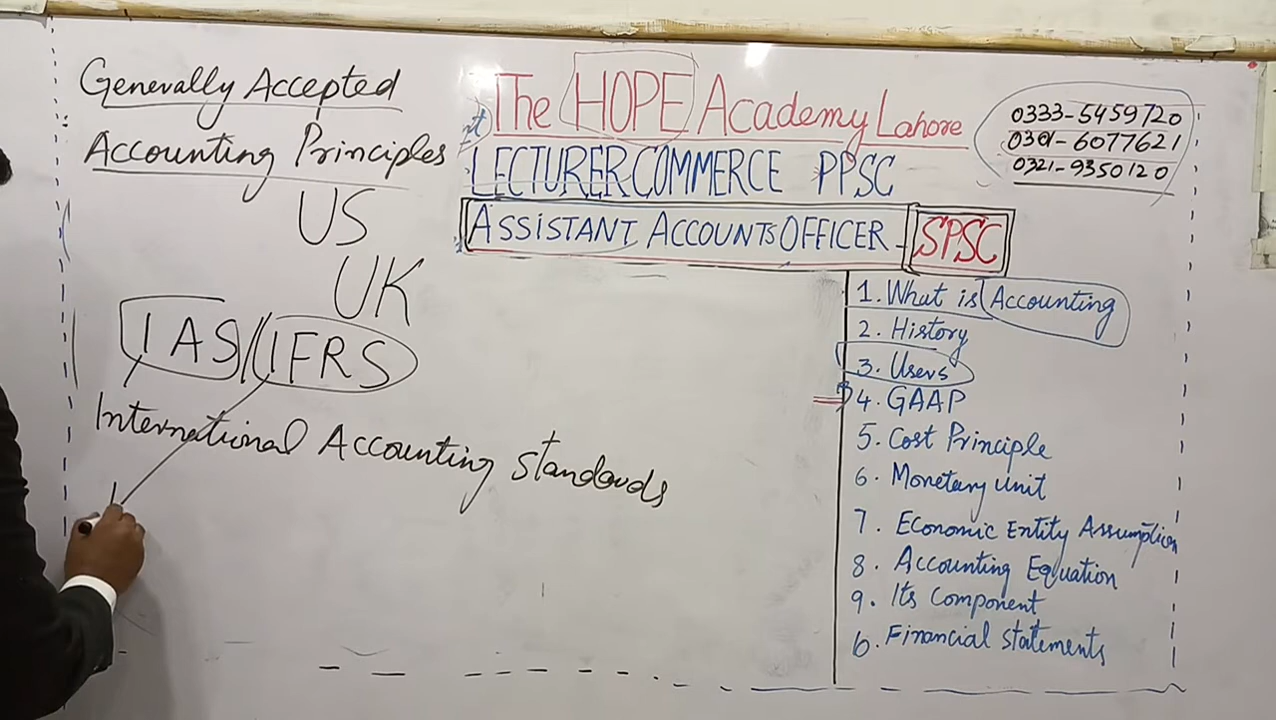 Generally Accepted
Accounting Principles
US
UK
IAS/IFRS
International Accounting Standards
The HOPE Academy Lahore
LECTURER COMMERCE PPSC
ASSISTANT ACCOUNTS OFFICER - SPSC
0333-5459720
0301-6077621
0321-9350120
1. What is Accounting
2. History
3. Users
4. GAAP
5. Cost Principle
6. Monetary unit
7. Economic Entity Assumption
8. Accounting Equation
9. Its Component
6. Financial Statements